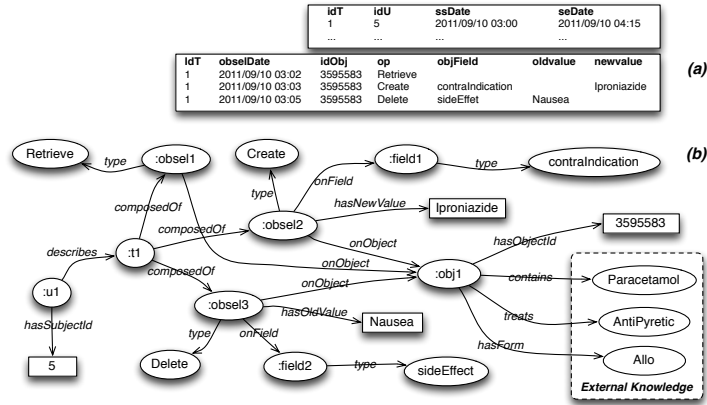 idT idU ssDate seDate
1 5 2011/09/10 03:00 2011/09/10 04:15
... ... ... ...
IdT obselDate idObj op objField oldvalue newvalue
1 2011/09/10 03:02 3595583 Retrieve
1 2011/09/10 03:03 3595583 Create contraIndication Iproniazide
1 2011/09/10 03:05 3595583 Delete sideEffet Nausea
(a)
(b)
Retrieve type :obsel1 Create :field1 type contraIndication
type onField
composedOf hasNewValue Iproniazide
composedOf :obsel2
3595583
describes :t1 onObject hasObjectId
onObject
composedOf onObject :obj1 contains Paracetamol
:u1 :obsel3 hasOldValue Nausea treats AntiPyretic
hasSubjectId type onField hasForm
5 Delete :field2 type sideEffect Allo
External Knowledge